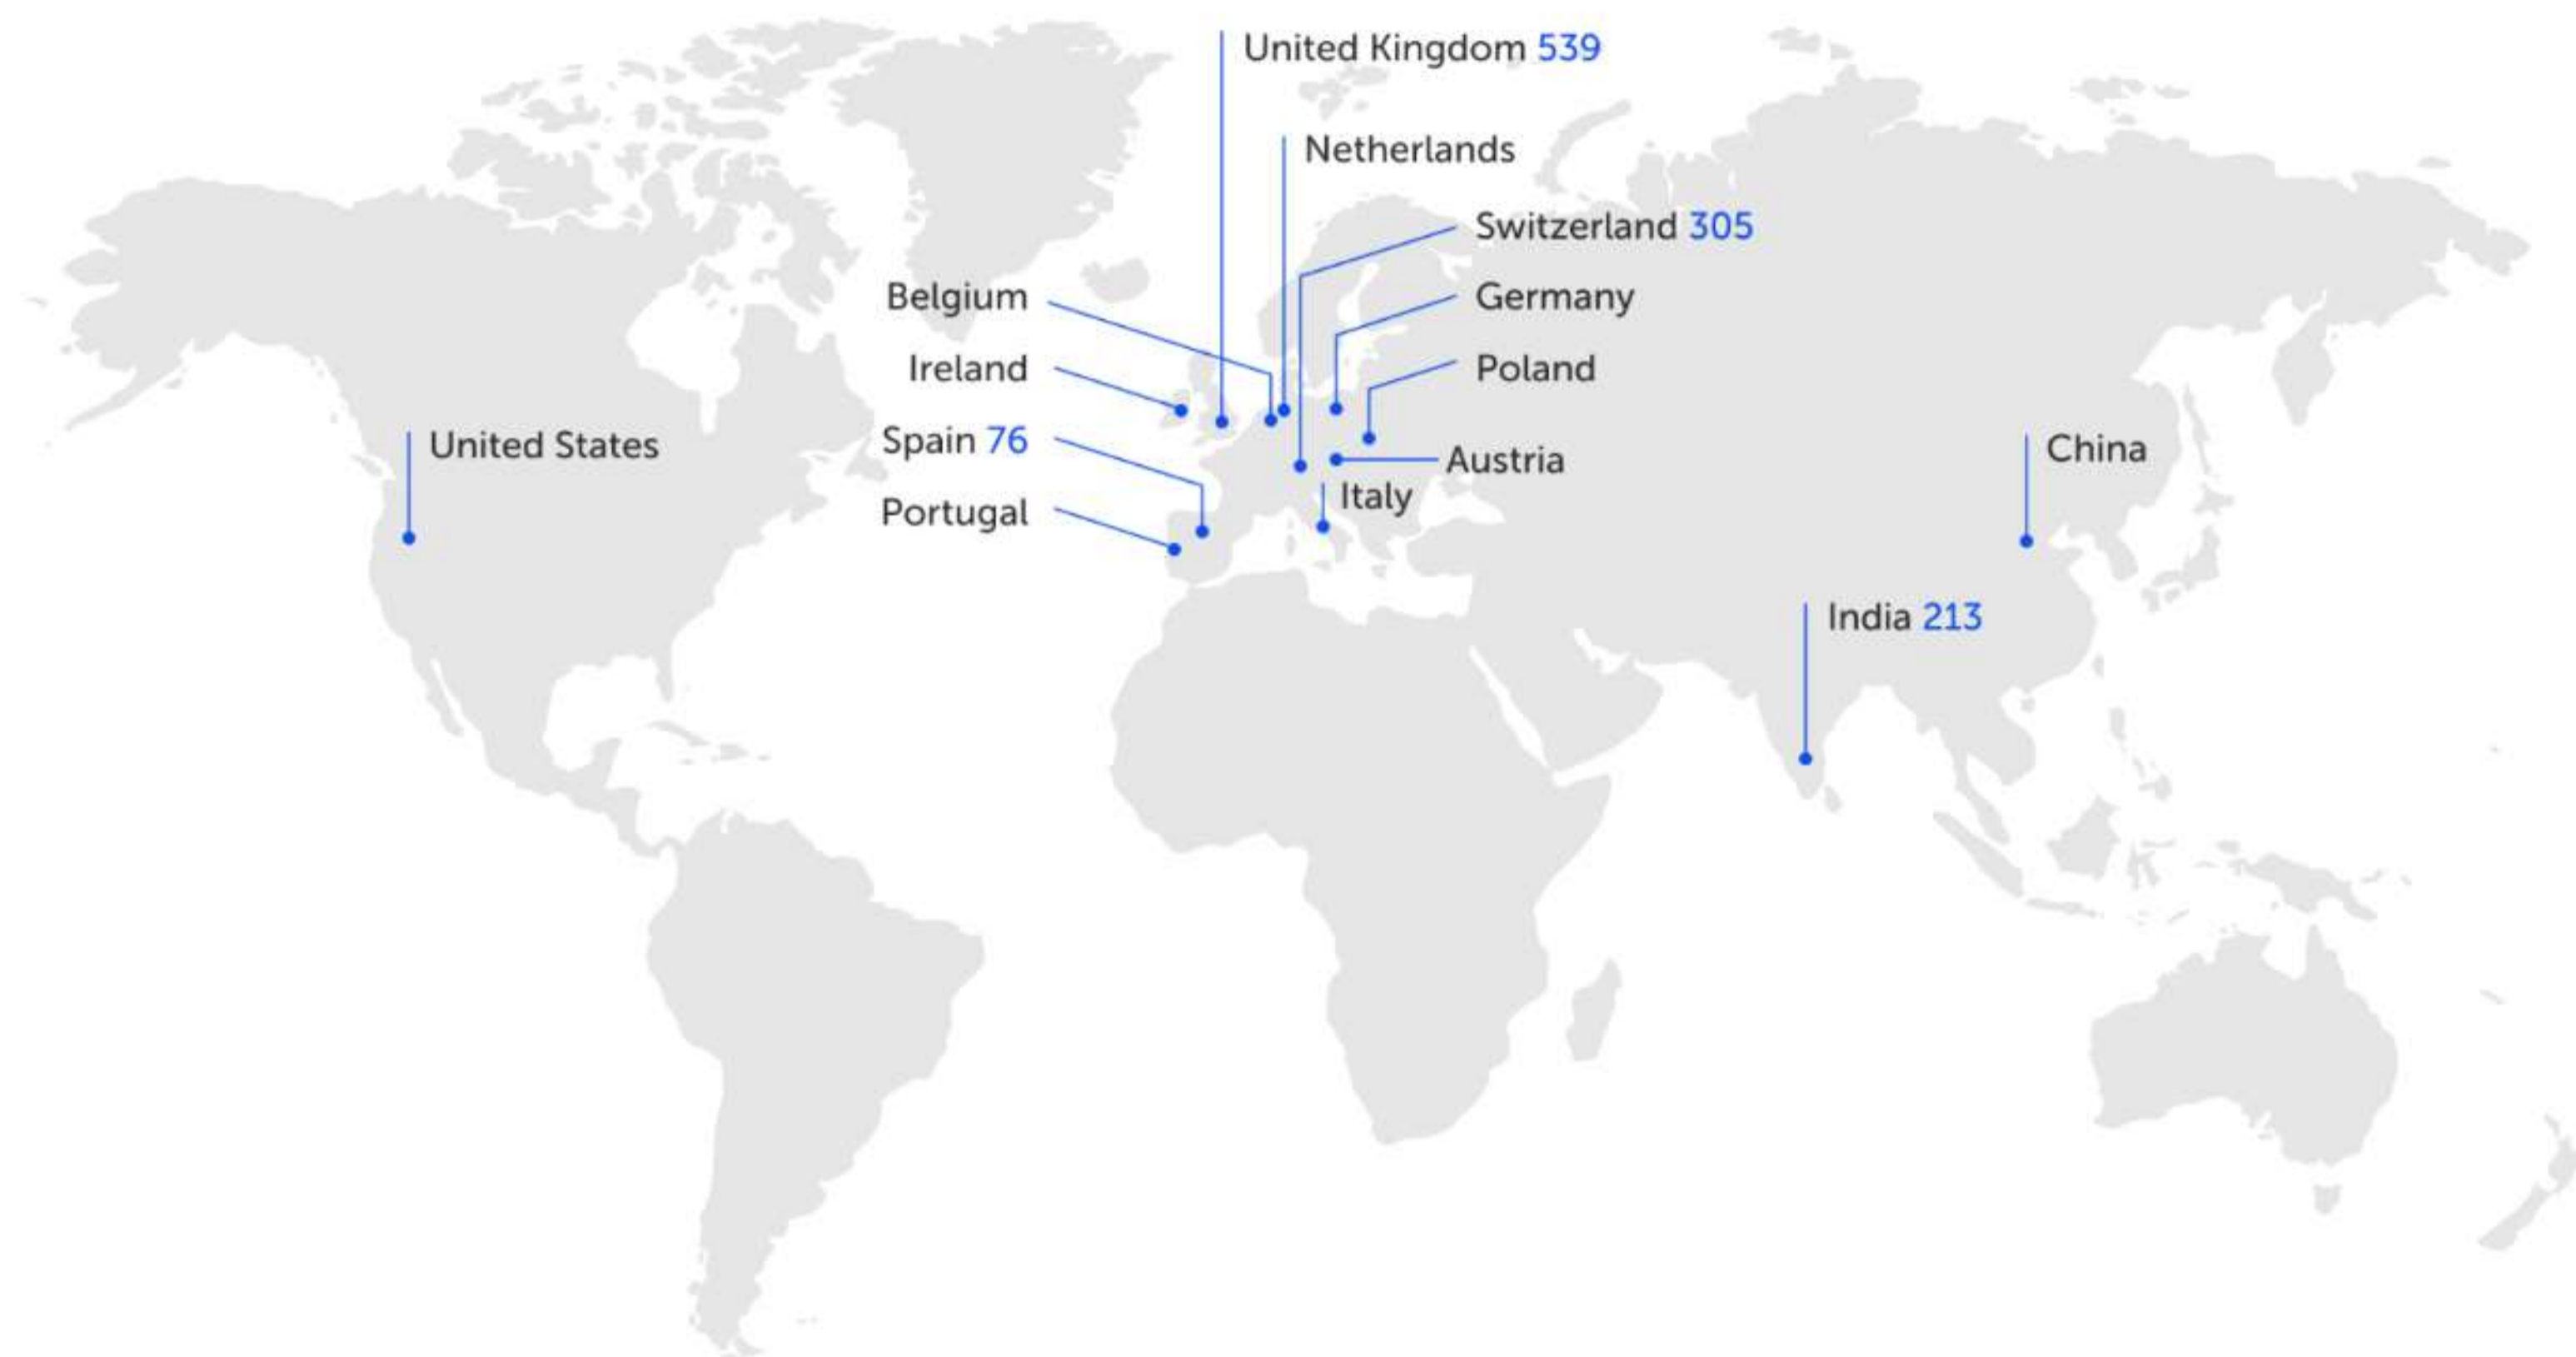 United Kingdom 539
Netherlands
Switzerland 305
Belgium
Germany
Ireland
Poland
Spain 76
United States
Austria
China
Italy
Portugal
India 213